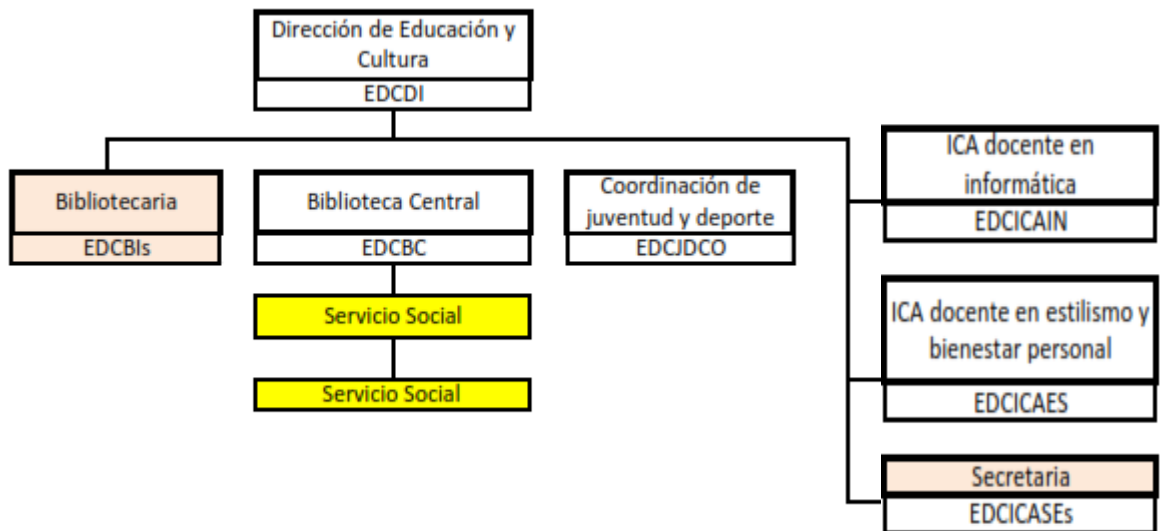 Dirección de Educación y
Cultura
EDCDI
Bibliotecaria
EDCBIs
Biblioteca Central
EDCBC
Servicio Social
Servicio Social
Coordinación de
juventud y deporte
EDCJDCO
ICA docente en
informática
EDCICAIN
ICA docente en estilismo y
bienestar personal
EDCICAES
Secretaria
EDCICASEs